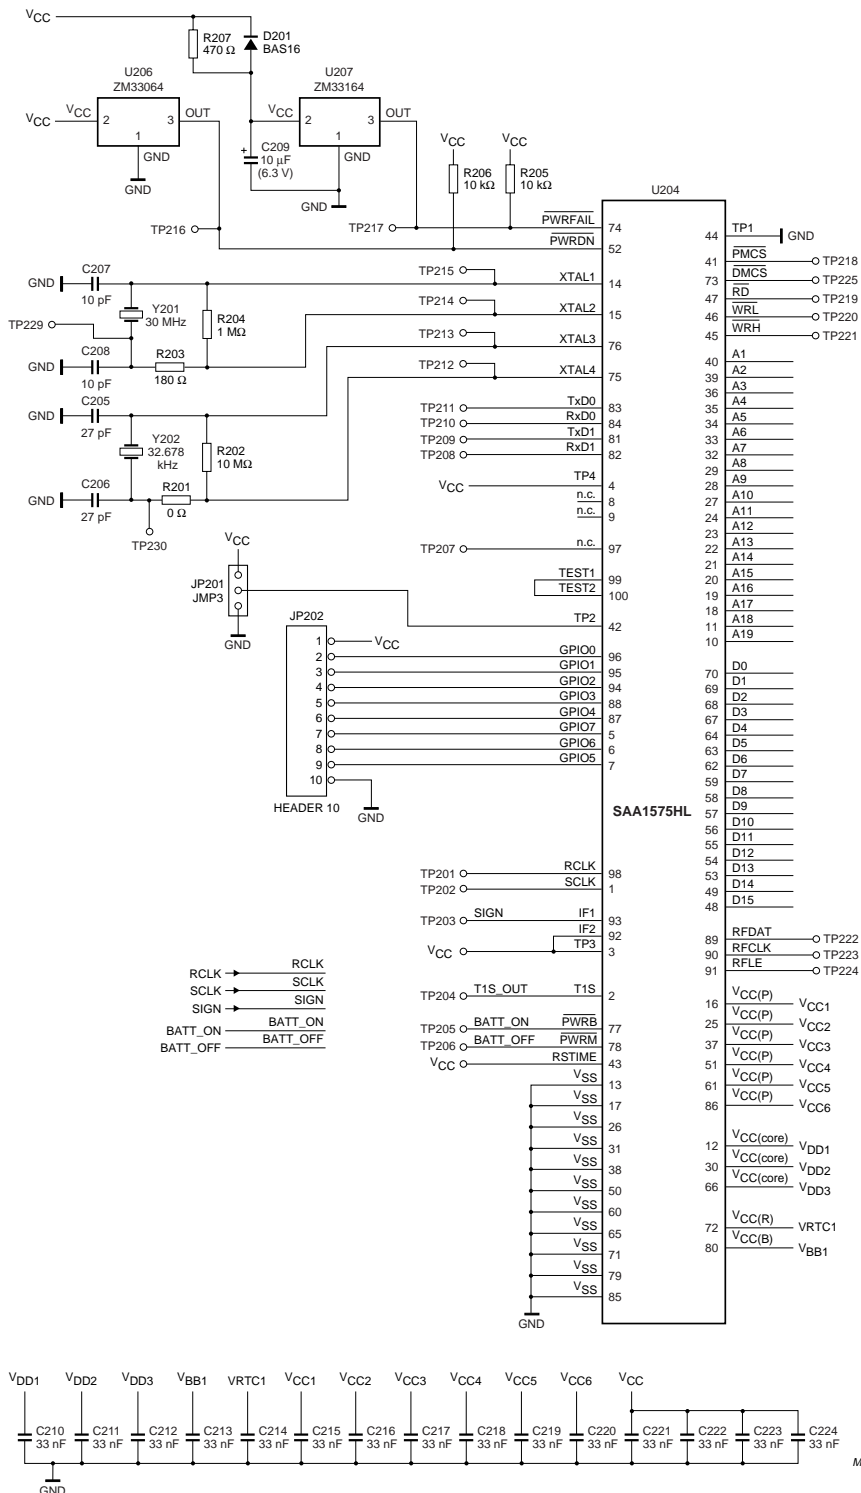 VCC
R207
470 Ω
D201
BAS16
U206
ZM33064
U207
ZM33164
VCC
VCC
2
3
OUT
1
GND
GND
VCC
2
3
OUT
1
GND
+
C209
10 µF
(6.3 V)
GND
VCC
VCC
R206
10 kΩ
R205
10 kΩ
U204
TP216
TP217
PWRFAIL
74
PWRDN
52
44
TP1
GND
41
PMCS
TP218
73
DMCS
TP225
47
RD
TP219
46
WRL
TP220
45
WRH
TP221
GND
C207
10 pF
Y201
30 MHz
R204
1 MΩ
TP229
GND
C208
10 pF
R203
180 Ω
TP215
XTAL1
14
TP214
XTAL2
15
TP213
XTAL3
76
TP212
XTAL4
75
GND
C205
27 pF
Y202
32.678
kHz
R202
10 MΩ
GND
C206
27 pF
R201
0 Ω
TP230
TP211
TxD0
83
TP210
RxD0
84
TP209
TxD1
81
TP208
RxD1
82
VCC
TP4
4
n.c.
8
n.c.
9
TP207
n.c.
97
TEST1
99
TEST2
100
VCC
JP201
JMP3
GND
TP2
42
JP202
1
VCC
2
GPIO0
96
3
GPIO1
95
4
GPIO2
94
5
GPIO3
88
6
GPIO4
87
7
GPIO7
5
8
GPIO6
6
9
GPIO5
7
10
HEADER 10
GND
40
A1
39
A2
36
A3
35
A4
34
A5
33
A6
32
A7
29
A8
28
A9
27
A10
24
A11
23
A12
22
A13
21
A14
20
A15
19
A16
18
A17
11
A18
10
A19
70
D0
69
D1
68
D2
67
D3
64
D4
63
D5
62
D6
59
D7
58
D8
57
D9
56
D10
55
D11
54
D12
53
D13
49
D14
48
D15
SAA1575HL
TP201
RCLK
98
TP202
SCLK
1
TP203
SIGN
IF1
93
IF2
92
VCC
TP3
3
TP204
T1S_OUT
T1S
2
TP205
BATT_ON
PWRB
77
TP206
BATT_OFF
PWRM
78
VCC
RSTIME
43
RCLK
RCLK
SCLK
SCLK
SIGN
SIGN
BATT_ON
BATT_ON
BATT_OFF
BATT_OFF
89
RFDAT
TP222
90
RFCLK
TP223
91
RFLE
TP224
16
VCC(P)
VCC1
25
VCC(P)
VCC2
37
VCC(P)
VCC3
51
VCC(P)
VCC4
61
VCC(P)
VCC5
86
VCC(P)
VCC6
12
VCC(core)
VDD1
30
VCC(core)
VDD2
66
VCC(core)
VDD3
72
VCC(R)
VRTC1
80
VCC(B)
VBB1
VSS
13
VSS
17
VSS
26
VSS
31
VSS
38
VSS
50
VSS
60
VSS
65
VSS
71
VSS
79
VSS
85
GND
VDD1
VDD2
VDD3
VBB1
VRTC1
VCC1
VCC2
VCC3
VCC4
VCC5
VCC6
VCC
C210
33 nF
C211
33 nF
C212
33 nF
C213
33 nF
C214
33 nF
C215
33 nF
C216
33 nF
C217
33 nF
C218
33 nF
C219
33 nF
C220
33 nF
C221
33 nF
C222
33 nF
C223
33 nF
C224
33 nF
GND